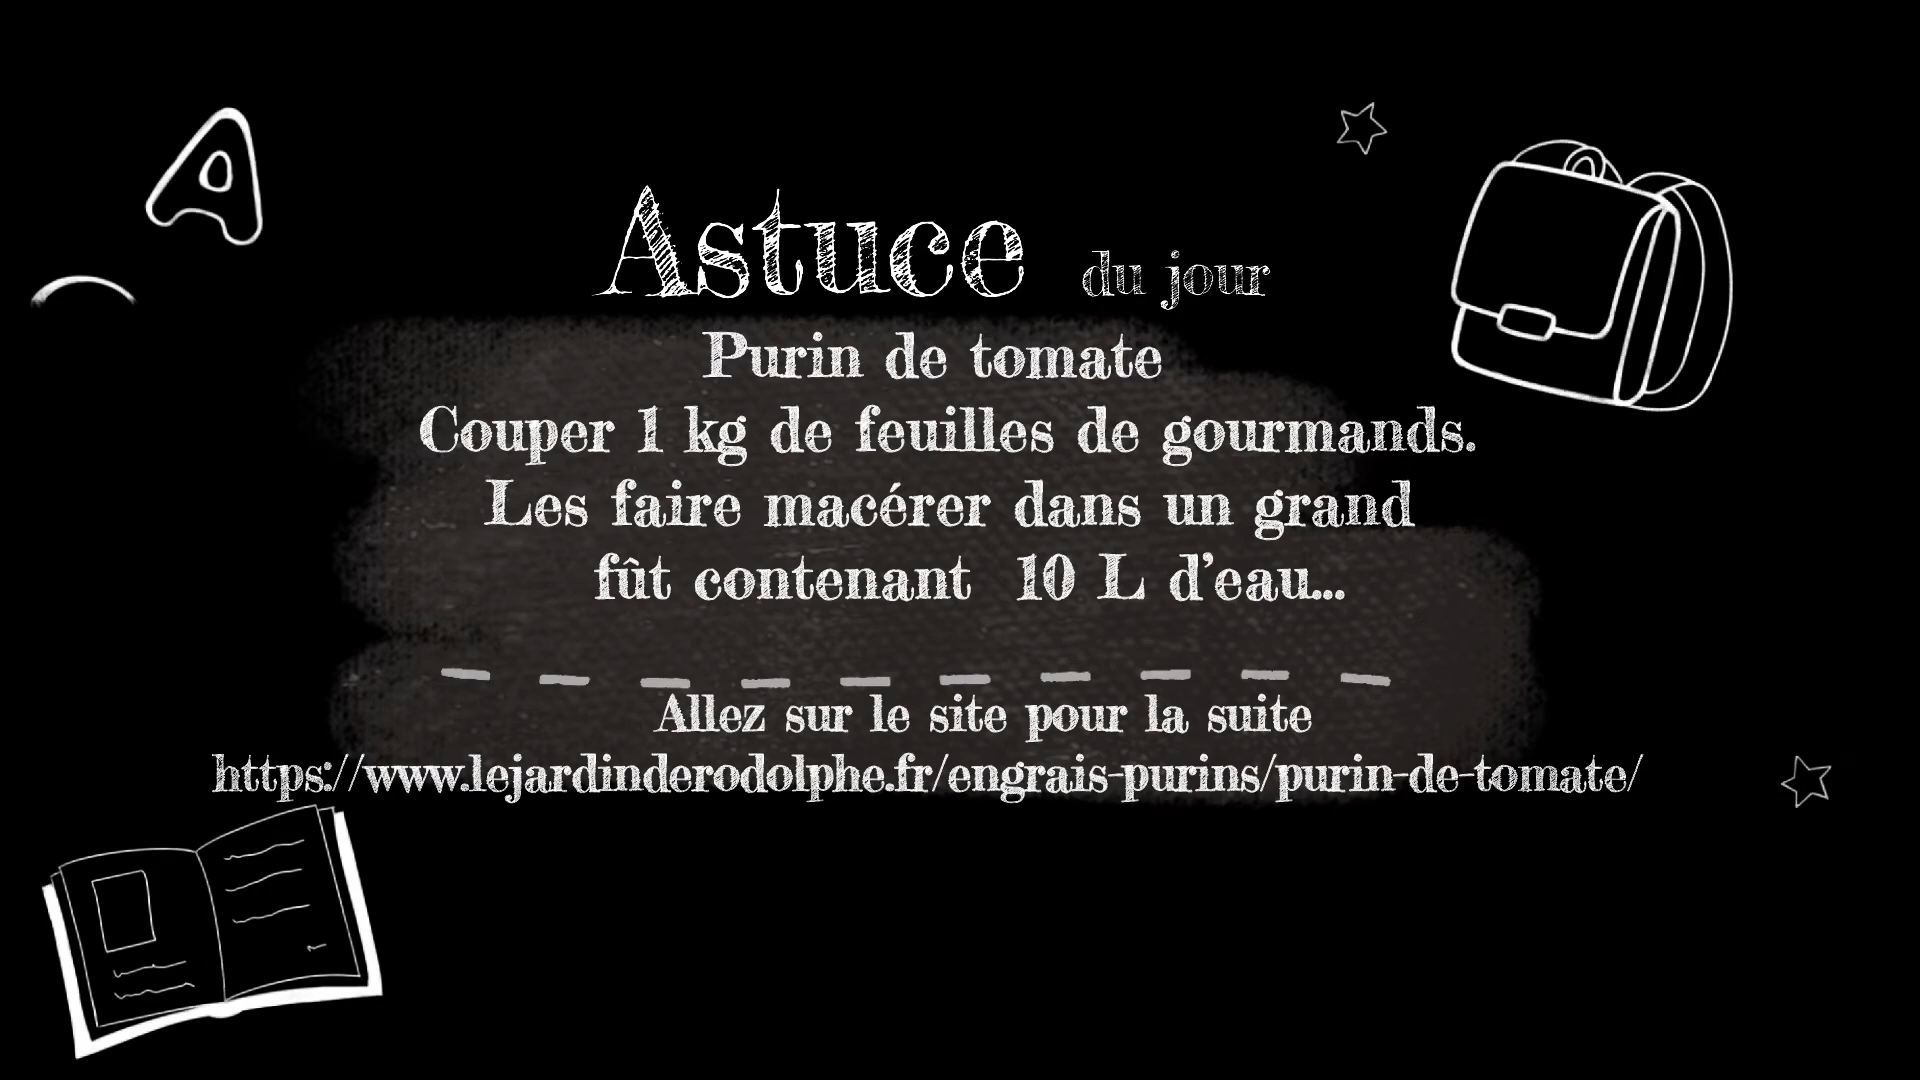 A
Astuce du jour
Purin de tomate
Couper 1 kg de feuilles de gourmands.
Les faire macérer dans un grand
fût contenant 10 L d'eau...
Allez sur le site pour la suite
https://www.lejardinderodolphe.fr/engrais-purins/purin-de-tomate/